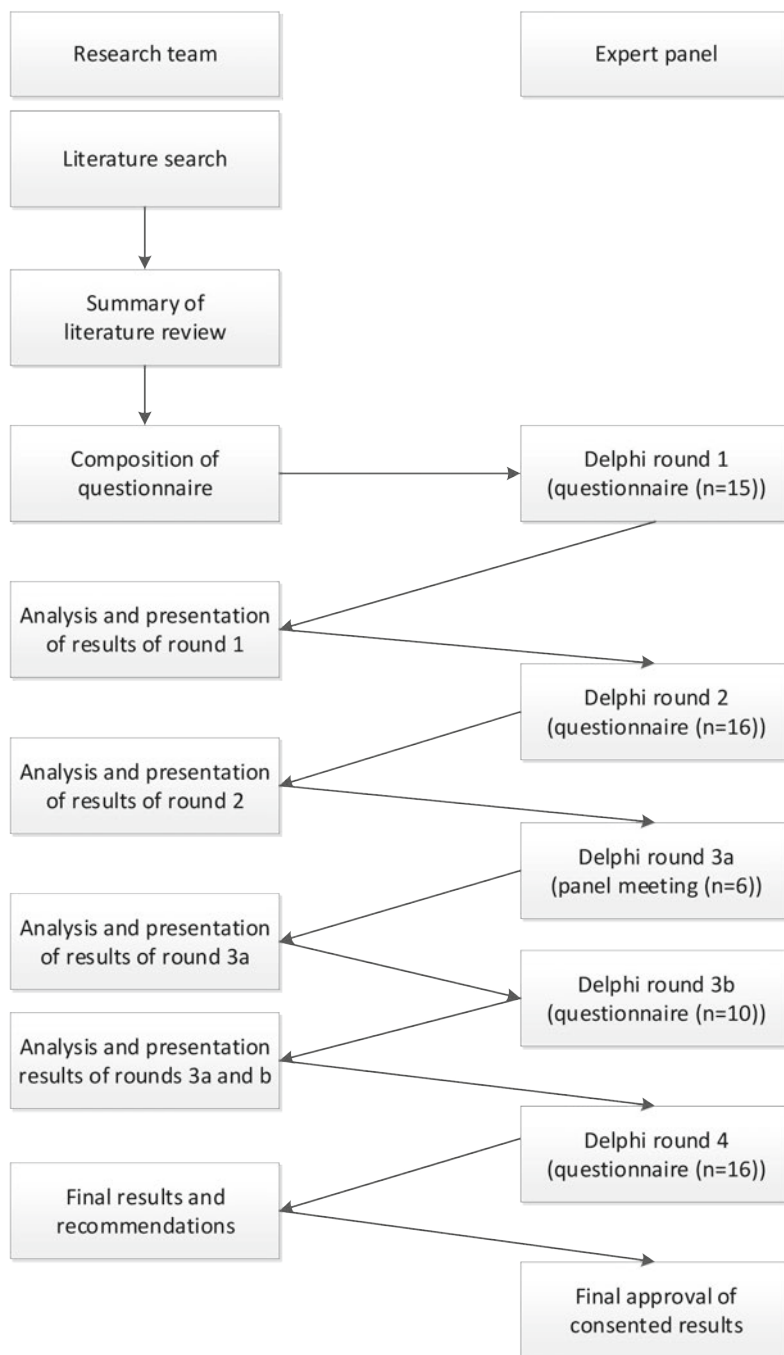 Research team
Expert panel
Literature search
Summary of
literature review
Composition of
questionnaire
Delphi round 1
(questionnaire (n=15))
Analysis and presentation
of results of round 1
Delphi round 2
(questionnaire (n=16))
Analysis and presentation
of results of round 2
Delphi round 3a
(panel meeting (n=6))
Analysis and presentation
of results of round 3a
Delphi round 3b
(questionnaire (n=10))
Analysis and presentation
results of rounds 3a and b
Delphi round 4
(questionnaire (n=16))
Final results and
recommendations
Final approval of
consented results